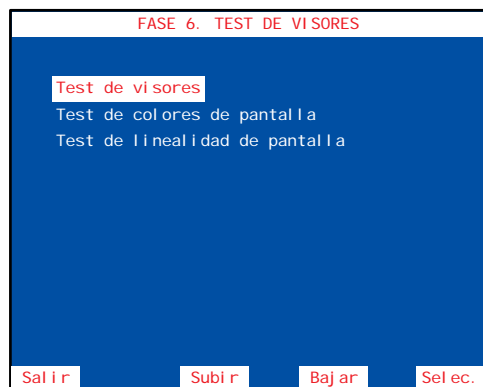 FASE 6. TEST DE VISORES
Test de visores
Test de colores de pantalla
Test de linealidad de pantalla
Salir Subir Bajar Selec.